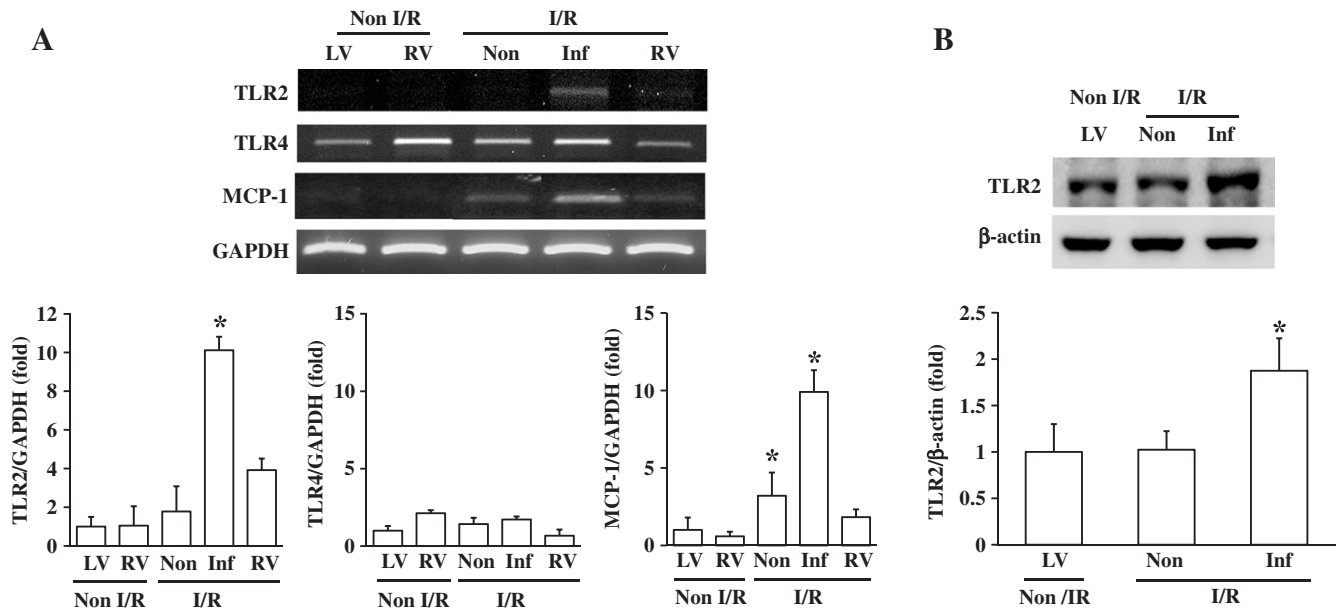 A
Non I/R I/R
LV RV Non Inf RV
TLR2
TLR4
MCP-1
GAPDH
12
10
8
6
4
2
0
TLR2/GAPDH (fold)
*
LV RV Non Inf RV
Non I/R I/R
15
10
5
0
TLR4/GAPDH (fold)
LV RV Non Inf RV
Non I/R I/R
15
10
5
0
MCP-1/GAPDH (fold)
*
*
LV RV Non Inf RV
Non I/R I/R
B
Non I/R I/R
LV Non Inf
TLR2
β-actin
2.5
2
1.5
1
0.5
0
TLR2/β-actin (fold)
*
LV Non Inf
Non /IR I/R